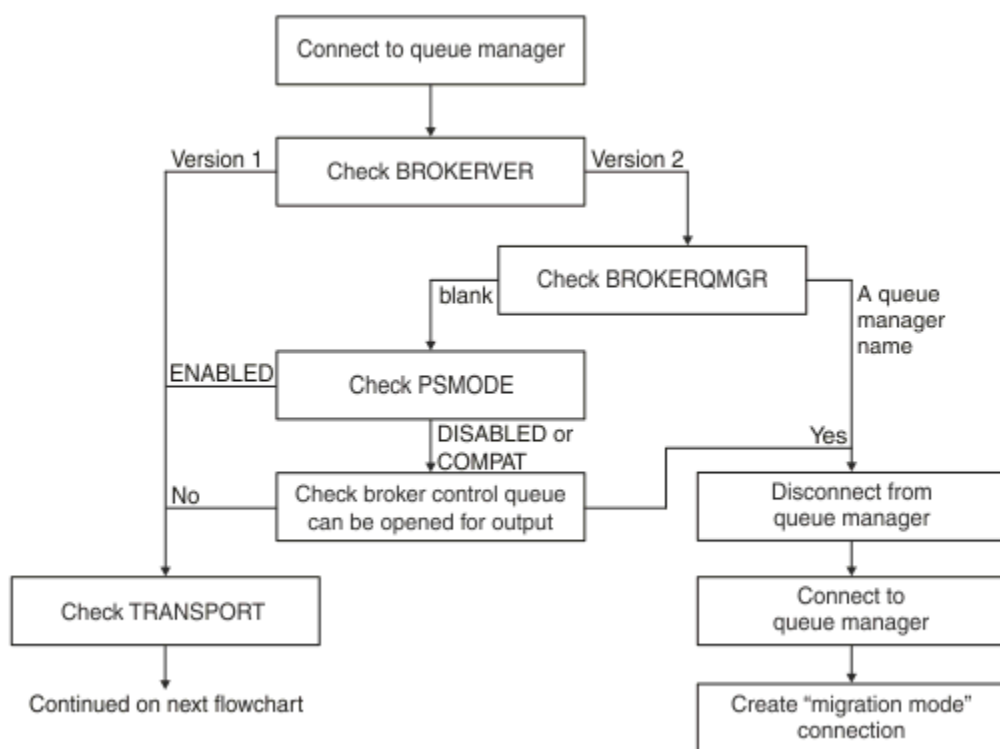 Connect to queue manager
Version 1
Check BROKERVER
Version 2
Check BROKERQMGR
blank
A queue
manager
name
ENABLED
Check PSMODE
DISABLED or
COMPAT
Yes
No
Check broker control queue
can be opened for output
Disconnect from
queue manager
Check TRANSPORT
Connect to
queue manager
Continued on next flowchart
Create “migration mode”
connection